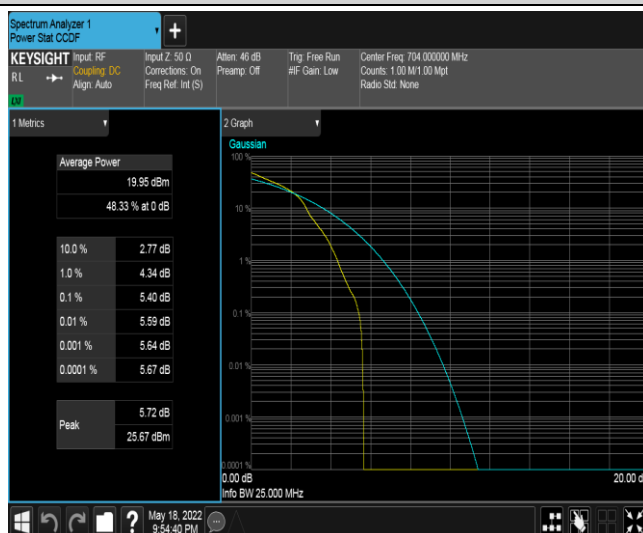 Spectrum Analyzer 1
Power Stat CCDF
+
KEYSIGHT
RL
LXI
Input: RF
Coupling: DC
Align: Auto
Input Z: 50 Ω
Corrections: On
Freq Ref: Int (S)
Atten: 46 dB
Preamp: Off
Trig: Free Run
#IF Gain: Low
Center Freq: 704.000000 MHz
Counts: 1.00 M/1.00 Mpt
Radio Std: None
1 Metrics
Average Power
19.95 dBm
48.33 % at 0 dB
10.0 % 2.77 dB
1.0 % 4.34 dB
0.1 % 5.40 dB
0.01 % 5.59 dB
0.001 % 5.64 dB
0.0001 % 5.67 dB
Peak
5.72 dB
25.67 dBm
2 Graph
Gaussian
100 %
10 %
1 %
0.1 %
0.01 %
0.001 %
0.0001 %
0.00 dB
20.00 d
Info BW 25.000 MHz
?
May 18, 2022
9:54:40 PM